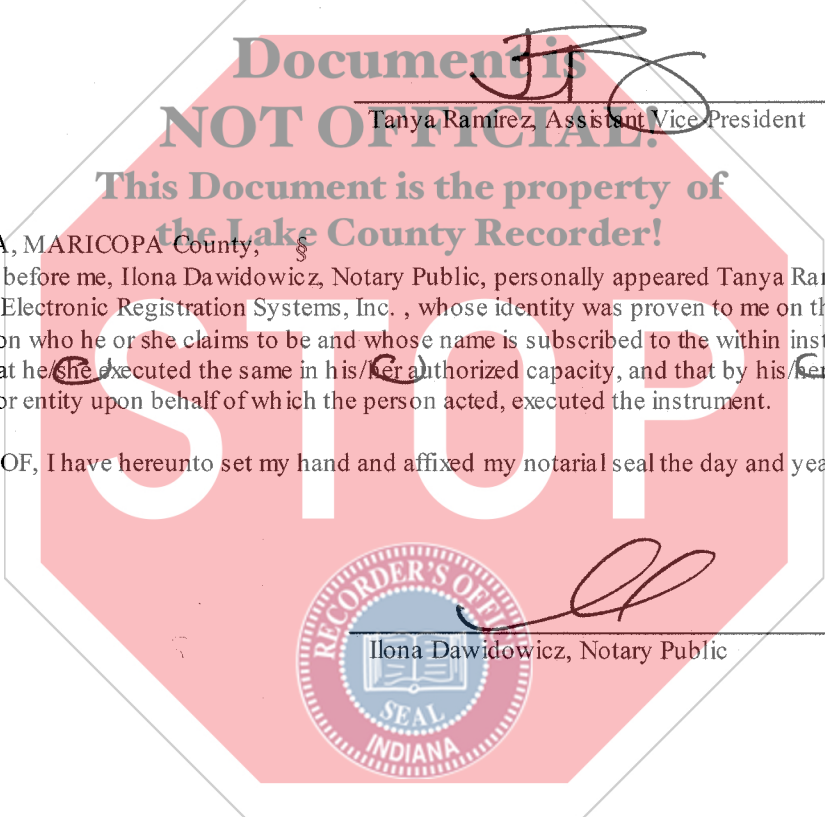 Document is
NOT OFFICIAL!
Tanya Ramirez, Assistant Vice President
This Document is the property of
the Lake County Recorder!
A, MARICOPA County, §
before me, Ilona Dawidowicz, Notary Public, personally appeared Tanya Ra
Electronic Registration Systems, Inc. , whose identity was proven to me on th
on who he or she claims to be and whose name is subscribed to the within inst
at he/she executed the same in his/her authorized capacity, and that by his/her
or entity upon behalf of which the person acted, executed the instrument.
OF, I have hereunto set my hand and affixed my notarial seal the day and yea
STOP
RECORDER'S OFFICE
Ilona Dawidowicz, Notary Public
SEAL
INDIANA